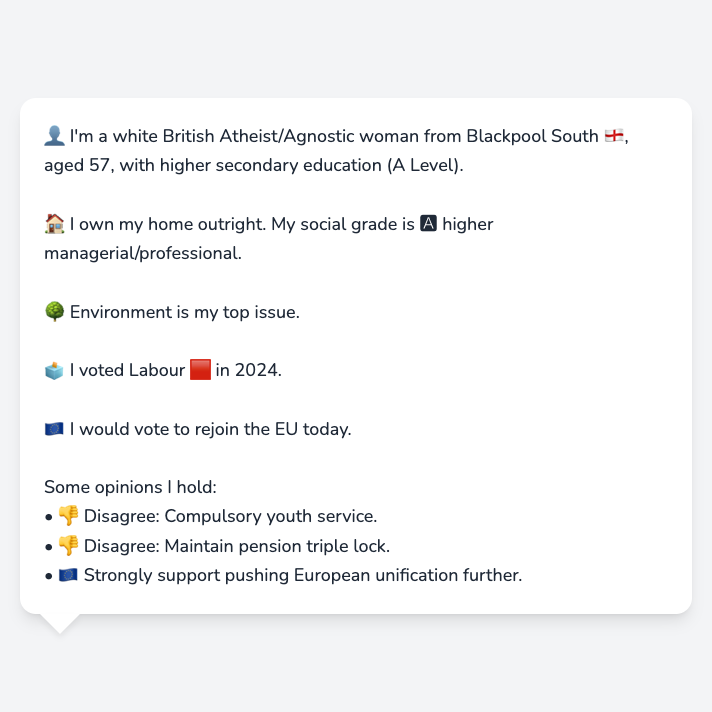 👤 I'm a white British Atheist/Agnostic woman from Blackpool South 🏴󠁧󠁢󠁥󠁮󠁧󠁿,
aged 57, with higher secondary education (A Level).
🏠 I own my home outright. My social grade is 🅰 higher
managerial/professional.
🌳 Environment is my top issue.
🗳️ I voted Labour 🟥 in 2024.
🇪🇺 I would vote to rejoin the EU today.
Some opinions I hold:
• 👎 Disagree: Compulsory youth service.
• 👎 Disagree: Maintain pension triple lock.
• 🇪🇺 Strongly support pushing European unification further.